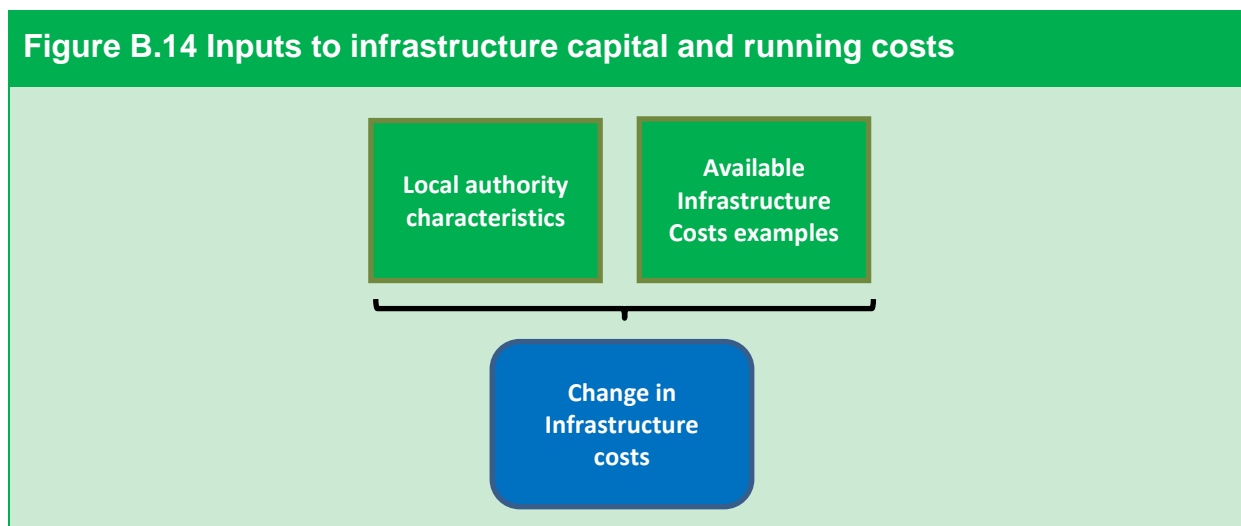 Figure B.14 Inputs to infrastructure capital and running costs
Local authority
characteristics
Available
Infrastructure
Costs examples
Change in
Infrastructure
costs